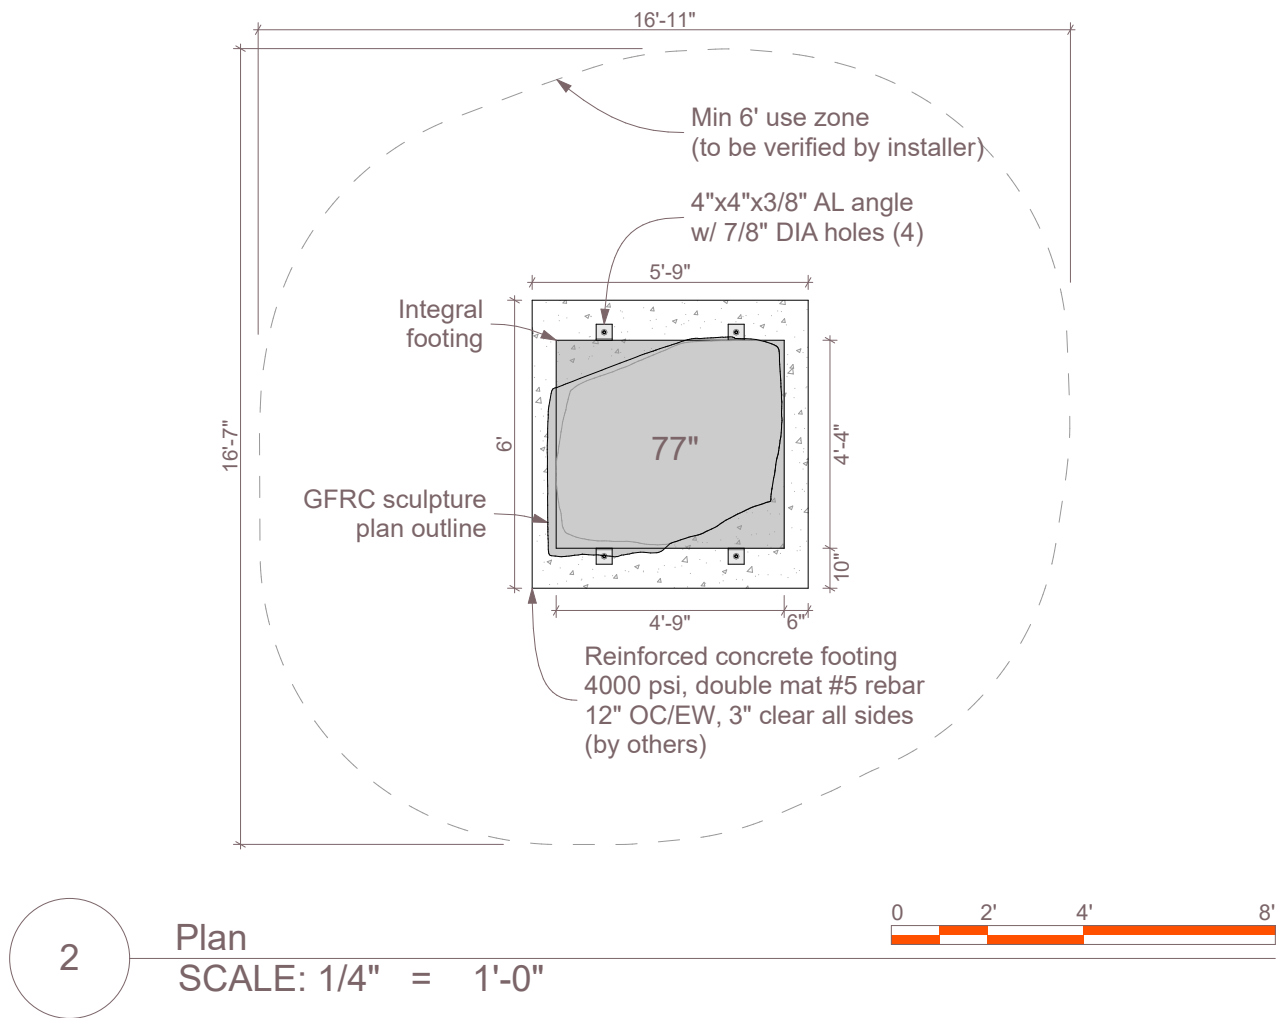 16'-11"
Min 6' use zone
(to be verified by installer)
4"x4"x3/8" AL angle
w/ 7/8" DIA holes (4)
5'-9"
Integral
footing
16'-7"
6'
77"
4'-4"
GFRC sculpture
plan outline
10"
4'-9"
6"
Reinforced concrete footing
4000 psi, double mat #5 rebar
12" OC/EW, 3" clear all sides
(by others)
0 2' 4' 8'
2
Plan
SCALE: 1/4" = 1'-0"